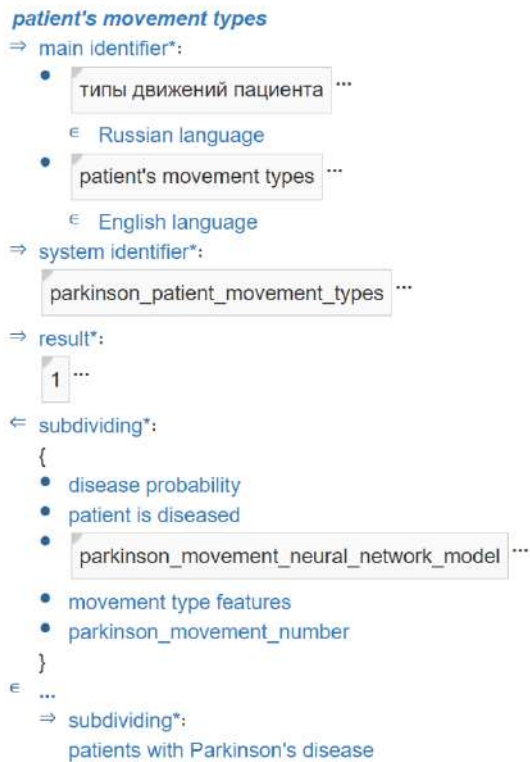 patient's movement types
⇒ main identifier*:
• типы движений пациента ...
∈ Russian language
• patient's movement types ...
∈ English language
⇒ system identifier*:
parkinson_patient_movement_types ...
⇒ result*:
1 ...
⇐ subdividing*:
{
• disease probability
• patient is diseased
• parkinson_movement_neural_network_model ...
• movement type features
• parkinson_movement_number
}
∈ ...
⇒ subdividing*:
patients with Parkinson's disease